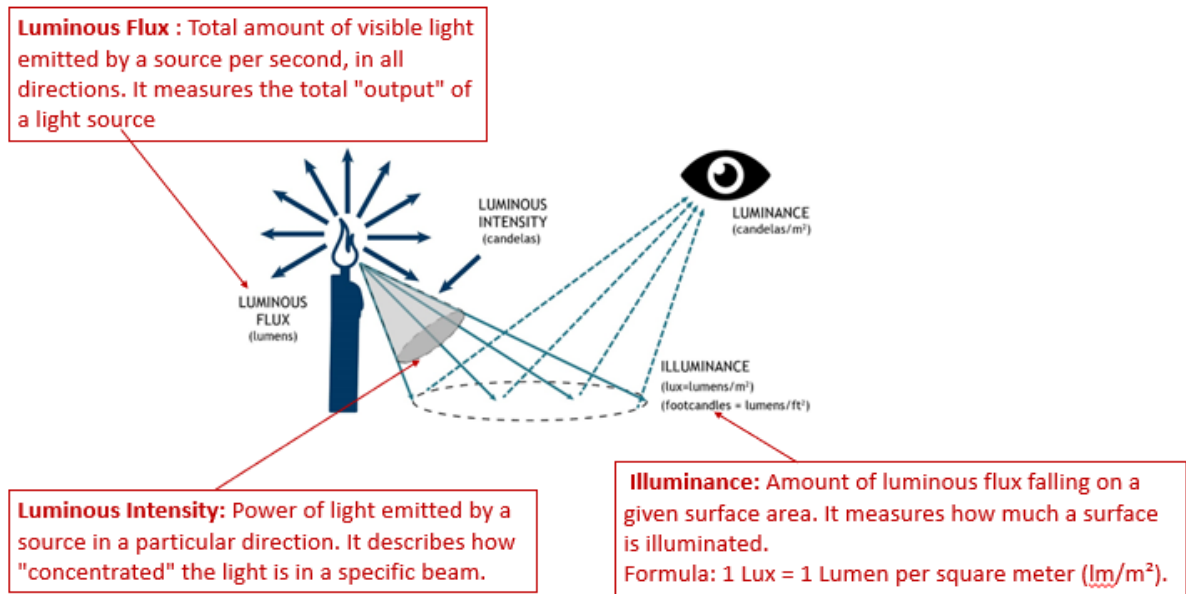 Luminous Flux : Total amount of visible light
emitted by a source per second, in all
directions. It measures the total "output" of
a light source
LUMINOUS
INTENSITY
(candelas)
LUMINANCE
(candelas/m²)
LUMINOUS
FLUX
(lumens)
ILLUMINANCE
(lux=lumens/m²)
(footcandles = lumens/ft²)
Luminous Intensity: Power of light emitted by a
source in a particular direction. It describes how
"concentrated" the light is in a specific beam.
Illuminance: Amount of luminous flux falling on a
given surface area. It measures how much a surface
is illuminated.
Formula: 1 Lux = 1 Lumen per square meter (lm/m²).